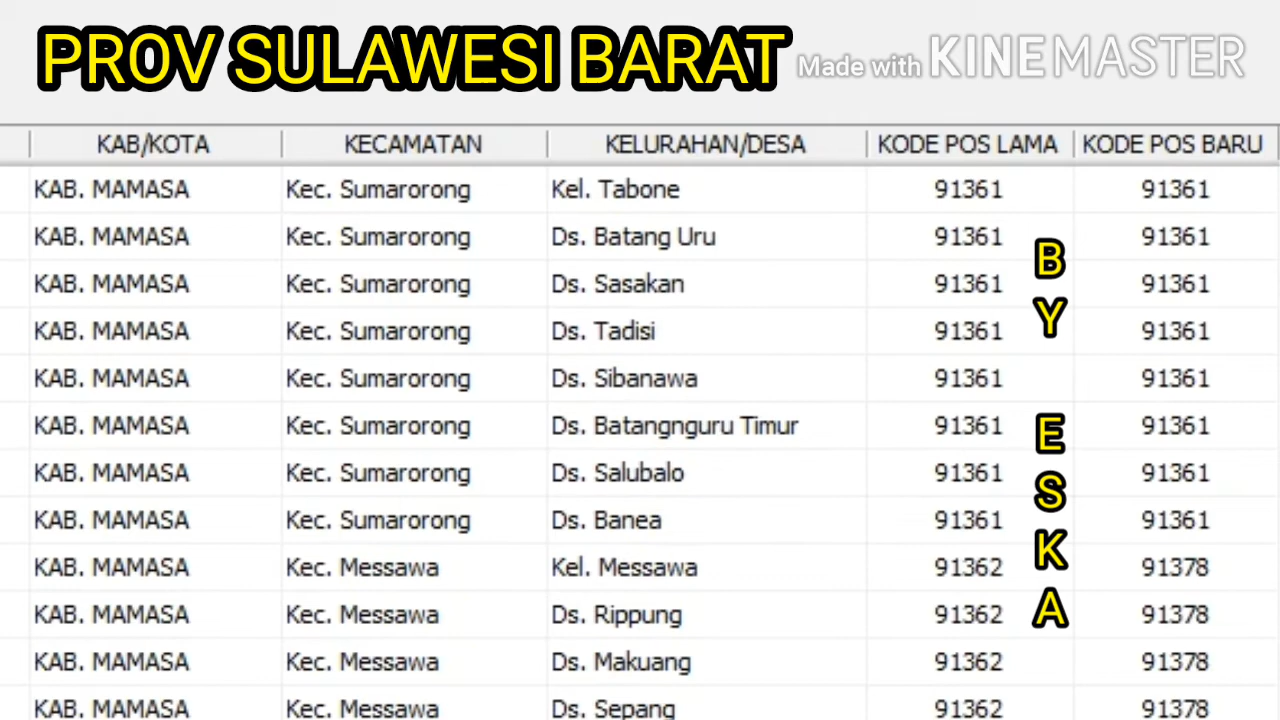 PROV SULAWESI BARAT
Made with KINEMASTER
KAB/KOTA KECAMATAN KELURAHAN/DESA KODE POS LAMA KODE POS BARU
KAB. MAMASA Kec. Sumarorong Kel. Tabone 91361 91361
KAB. MAMASA Kec. Sumarorong Ds. Batang Uru 91361 91361
KAB. MAMASA Kec. Sumarorong Ds. Sasakan 91361 91361
KAB. MAMASA Kec. Sumarorong Ds. Tadisi 91361 91361
KAB. MAMASA Kec. Sumarorong Ds. Sibanawa 91361 91361
KAB. MAMASA Kec. Sumarorong Ds. Batangnguru Timur 91361 91361
KAB. MAMASA Kec. Sumarorong Ds. Salubalo 91361 91361
KAB. MAMASA Kec. Sumarorong Ds. Banea 91361 91361
KAB. MAMASA Kec. Messawa Kel. Messawa 91362 91378
KAB. MAMASA Kec. Messawa Ds. Rippung 91362 91378
KAB. MAMASA Kec. Messawa Ds. Makuang 91362 91378
KAB. MAMASA Kec. Messawa Ds. Sepang 91362 91378
BY ESKA